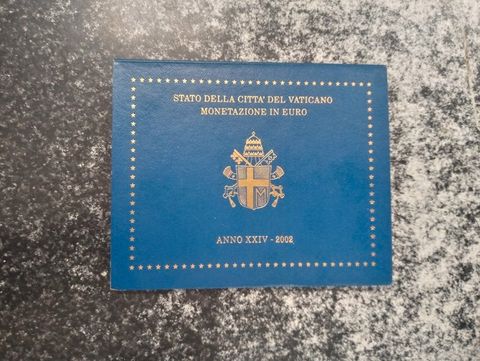 STATO DELLA CITTA' DEL VATICANO
MONETAZIONE IN EURO
M
ANNO XXIV - 2002